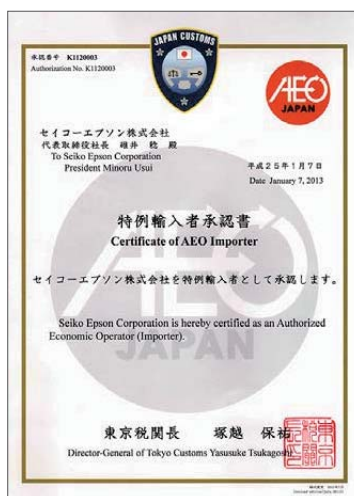 JAPAN CUSTOMS
承認番号 K1120003
Authorization No. K1120003
AEO
JAPAN
セイコーエプソン株式会社
代表取締役社長 碓井 稔 殿
To Seiko Epson Corporation
President Minoru Usui
平成25年1月7日
Date January 7, 2013
特例輸入者承認書
Certificate of AEO Importer
セイコーエプソン株式会社を特例輸入者として承認します。
Seiko Epson Corporation is hereby certified as an Authorized
Economic Operator (Importer).
AEO
JAPAN
東京税関長 塚越 保祐
Director-General of Tokyo Customs Yasusuke Tsukagoshi